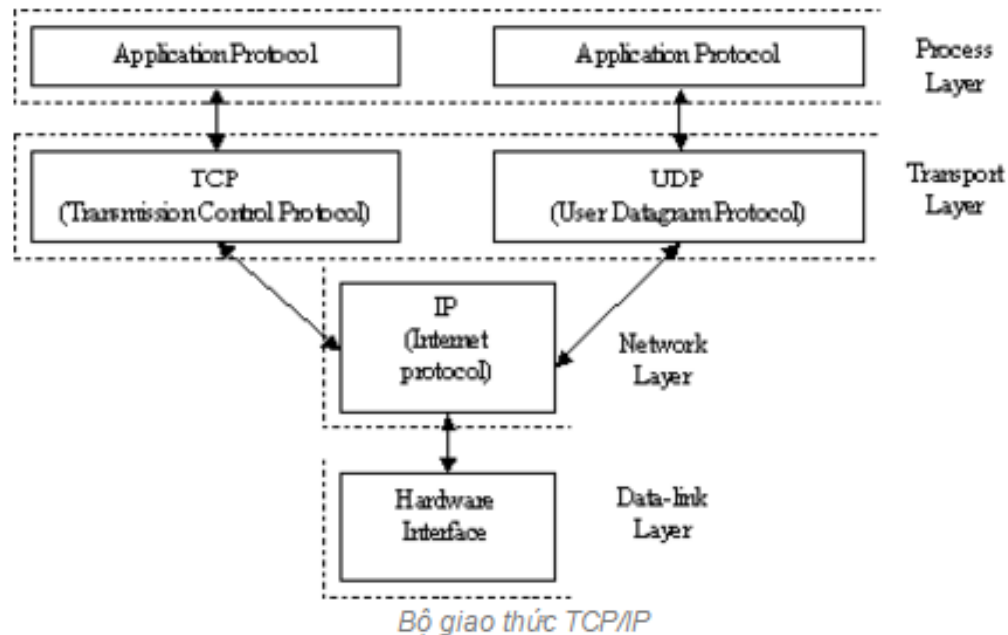 Application Protocol
Application Protocol
Process
Layer
TCP
(Transmission Control Protocol)
UDP
(User Datagram Protocol)
Transport
Layer
IP
(Internet
protocol)
Network
Layer
Hardware
Interface
Data-link
Layer
Bộ giao thức TCP/IP